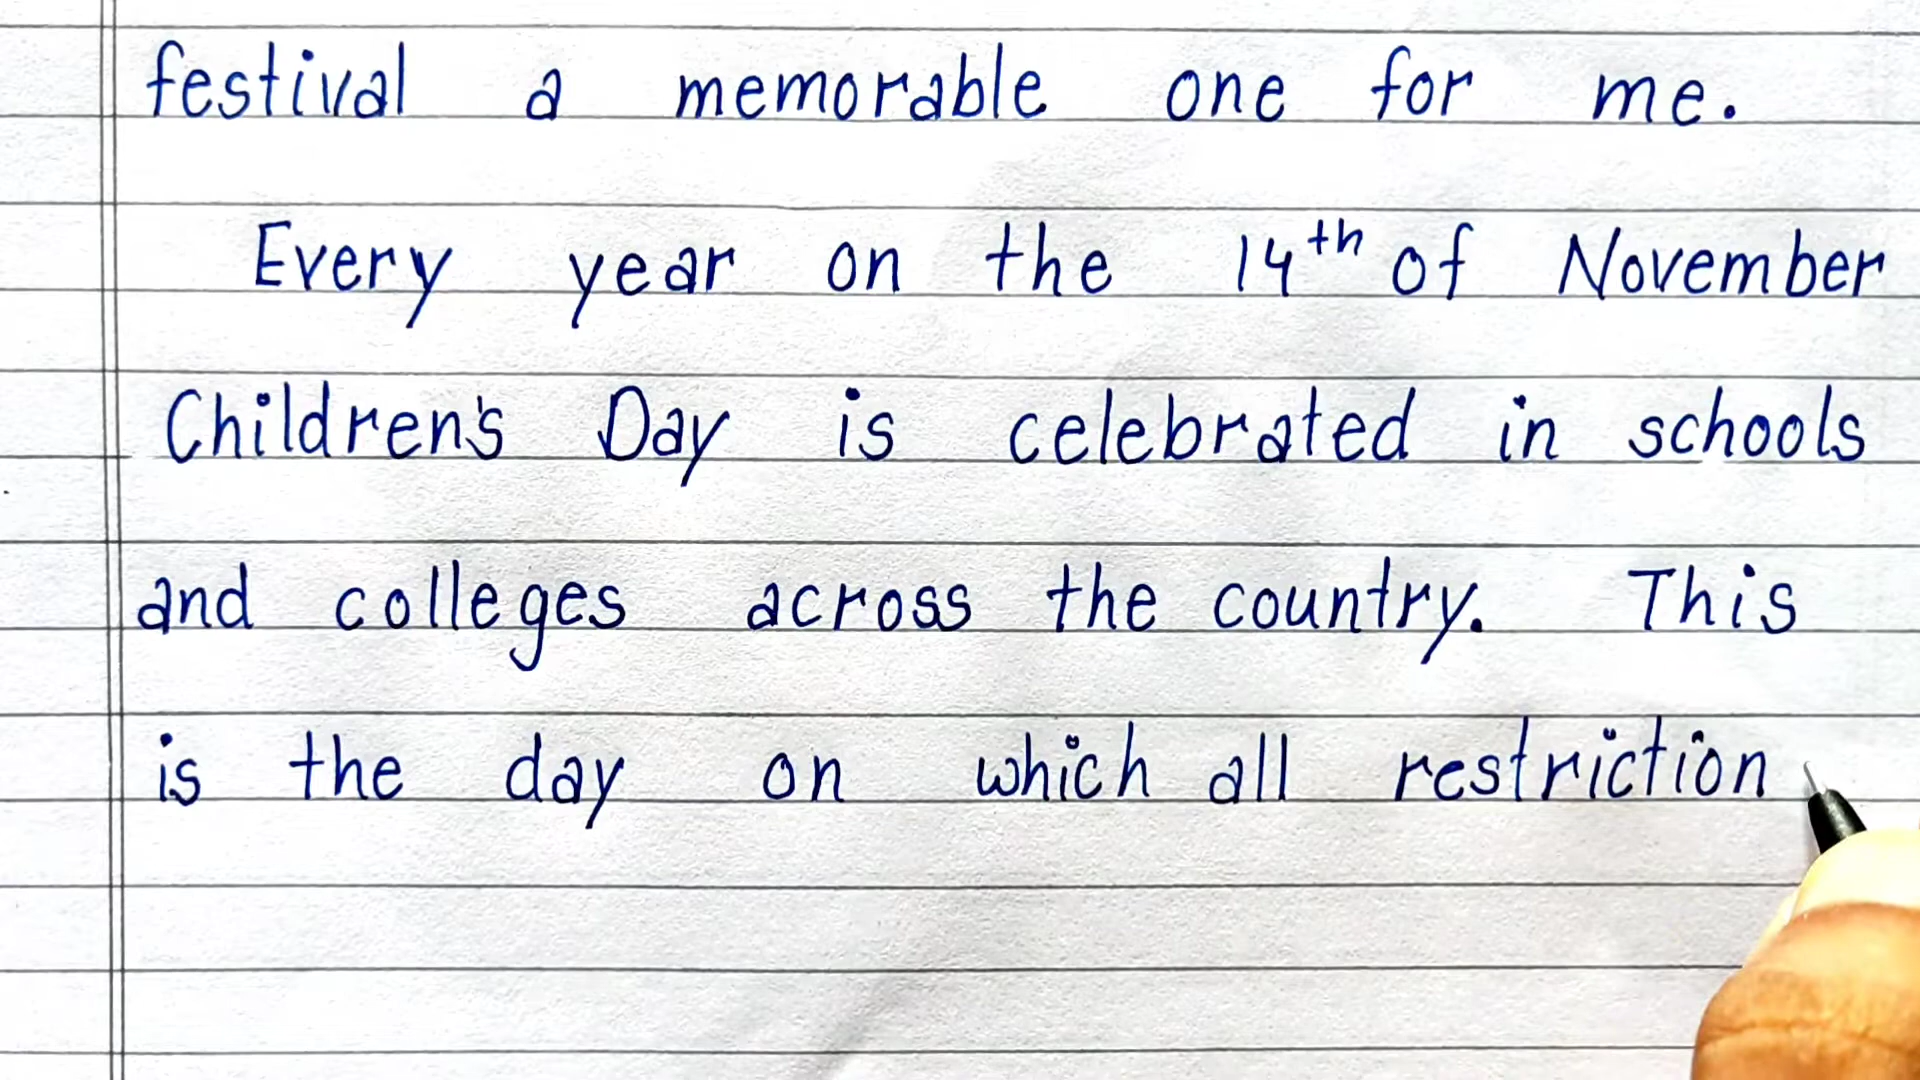 festival a memorable one for me.
Every year on the 14th of November
Children's Day is celebrated in schools
and colleges across the country. This
is the day on which all restriction